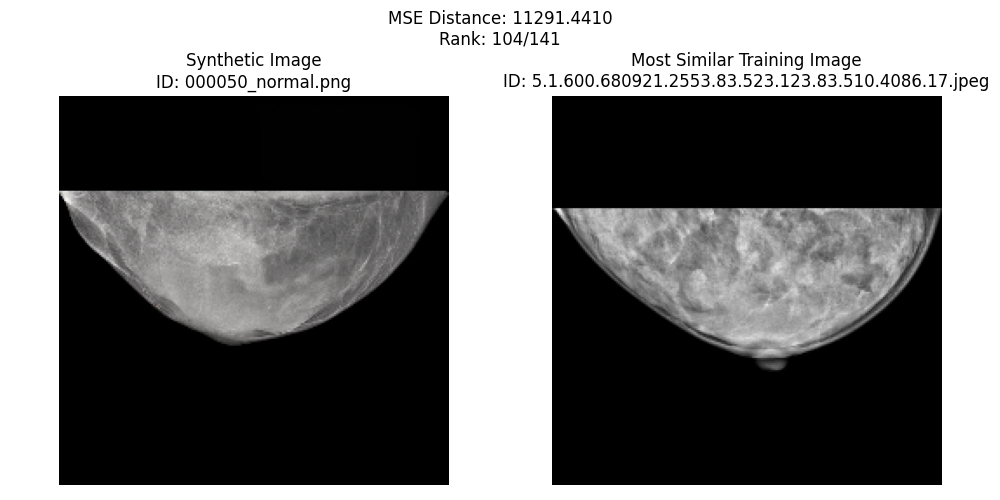 MSE Distance: 11291.4410
Rank: 104/141
Synthetic Image
ID: 000050_normal.png
Most Similar Training Image
ID: 5.1.600.680921.2553.83.523.123.83.510.4086.17.jpeg